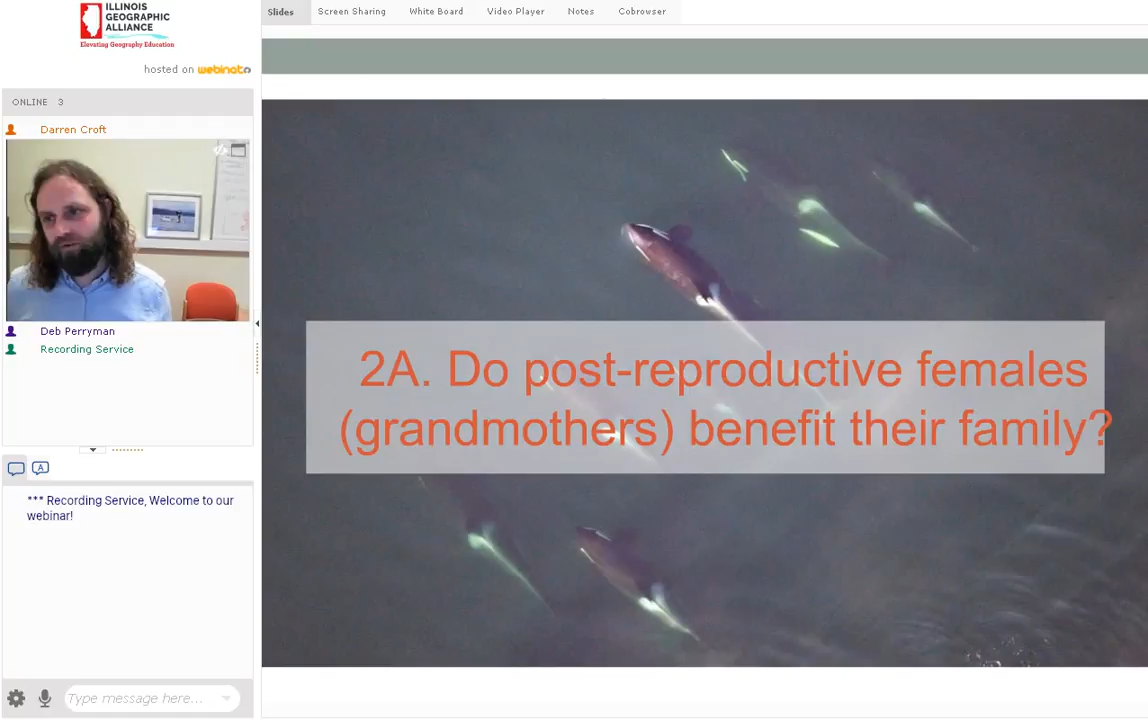 ILLINOIS
GEOGRAPHIC
ALLIANCE
Elevating Geography Education
hosted on webinato
ONLINE 3
Darren Croft
Deb Perryman
Recording Service
A
*** Recording Service, Welcome to our
webinar!
Type message here...
Slides Screen Sharing White Board Video Player Notes Cobrowser
2A. Do post-reproductive females
(grandmothers) benefit their family?